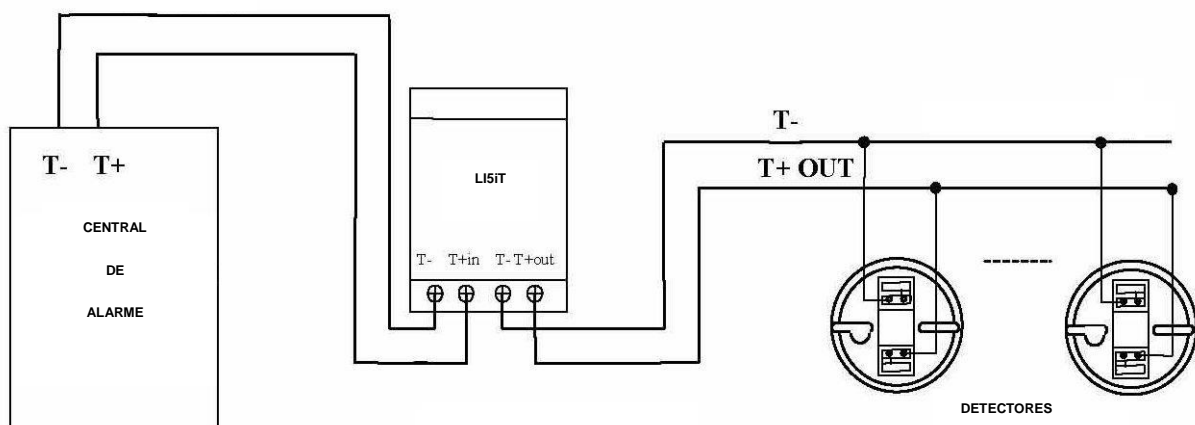 T- T+
CENTRAL
DE
ALARME
LI5iT
T- T+in T- T+out
T-
T+ OUT
DETECTORES